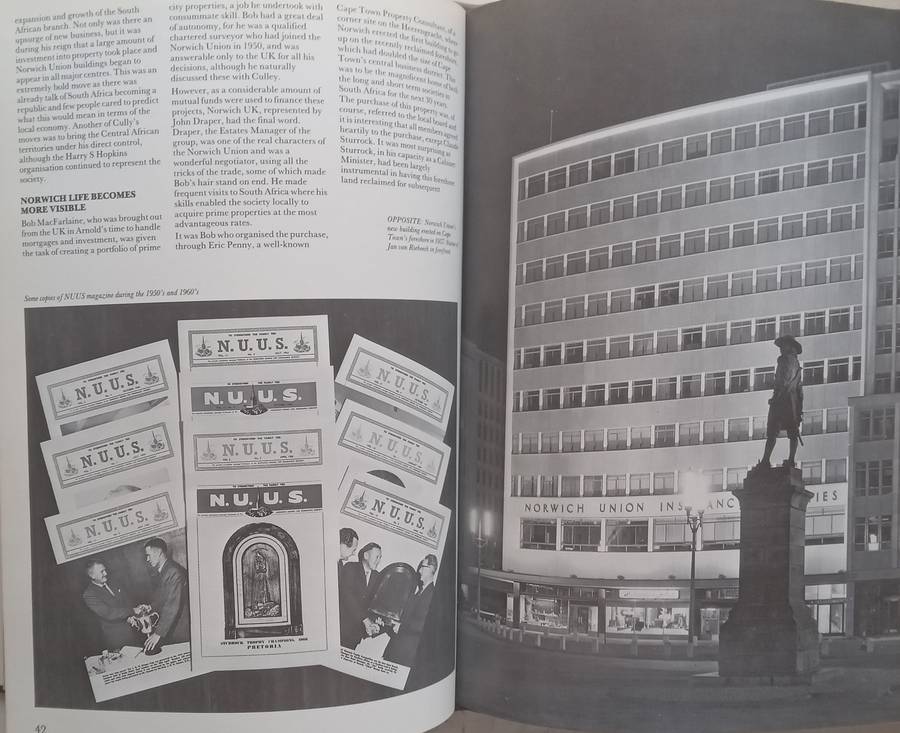 expansion and growth of the South
African branch. Not only was there an
upsurge of new business, but it was
during his reign that a large amount of
investment into property took place and
Norwich Union buildings began to
appear in all major centres. This was an
extremely bold move as there was
already talk of South Africa becoming a
republic and few people cared to predict
what this would mean in terms of the
local economy. Another of Cully's
moves was to bring the Central African
territories under his direct control,
although the Harry S Hopkins
organisation continued to represent the
society.
NORWICH LIFE BECOMES
MORE VISIBLE
Bob MacFarlaine, who was brought out
from the UK in Arnold's time to handle
mortgages and investment, was given
the task of creating a portfolio of prime
city properties, a job he undertook with
consummate skill. Bob had a great deal
of autonomy, for he was a qualified
chartered surveyor who had joined the
Norwich Union in 1950, and was
answerable only to the UK for all his
decisions, although he naturally
discussed these with Culley.
However, as a considerable amount of
mutual funds were used to finance these
projects, Norwich UK, represented by
John Draper, had the final word.
Draper, the Estates Manager of the
group, was one of the real characters of
the Norwich Union and was a
wonderful negotiator, using all the
tricks of the trade, some of which made
Bob's hair stand on end. He made
frequent visits to South Africa where his
skills enabled the society locally to
acquire prime properties at the most
advantageous rates.
It was Bob who organised the purchase,
through Eric Penny, a well-known
Cape Town Property Consultant, of a
corner site on the Heerengracht, where
Norwich erected the first building to go
up on the recently reclaimed foreshore,
which had doubled the size of Cape
Town's central business district. This
was to be the magnificent home of both
the long and short term societies in
South Africa for the next 30 years.
The purchase of this property was, of
course, referred to the local board and
it is interesting that all members agreed
heartily to the purchase, except Claude
Sturrock. It was most surprising as
Sturrock, in his capacity as a Cabinet
Minister, had been largely
instrumental in having this foreshore
land reclaimed for subsequent
OPPOSITE: Norwich Union's
new building erected on Cape
Town's foreshore in 1957. Statue of
Jan van Riebeeck in forefront
Some copies of NUUS magazine during the 1950's and 1960's
N.U.U.S.
N.U.U.S.
N.U.U.S.
N.U.U.S.
N.U.U.S.
N.U.U.S.
N.U.U.S.
N.U.U.S.
N.U.U.S.
N.U.U.S.
STURROCK TROPHY CHAMPIONS,
PRETORIA
NORWICH UNION INSURANCE
42